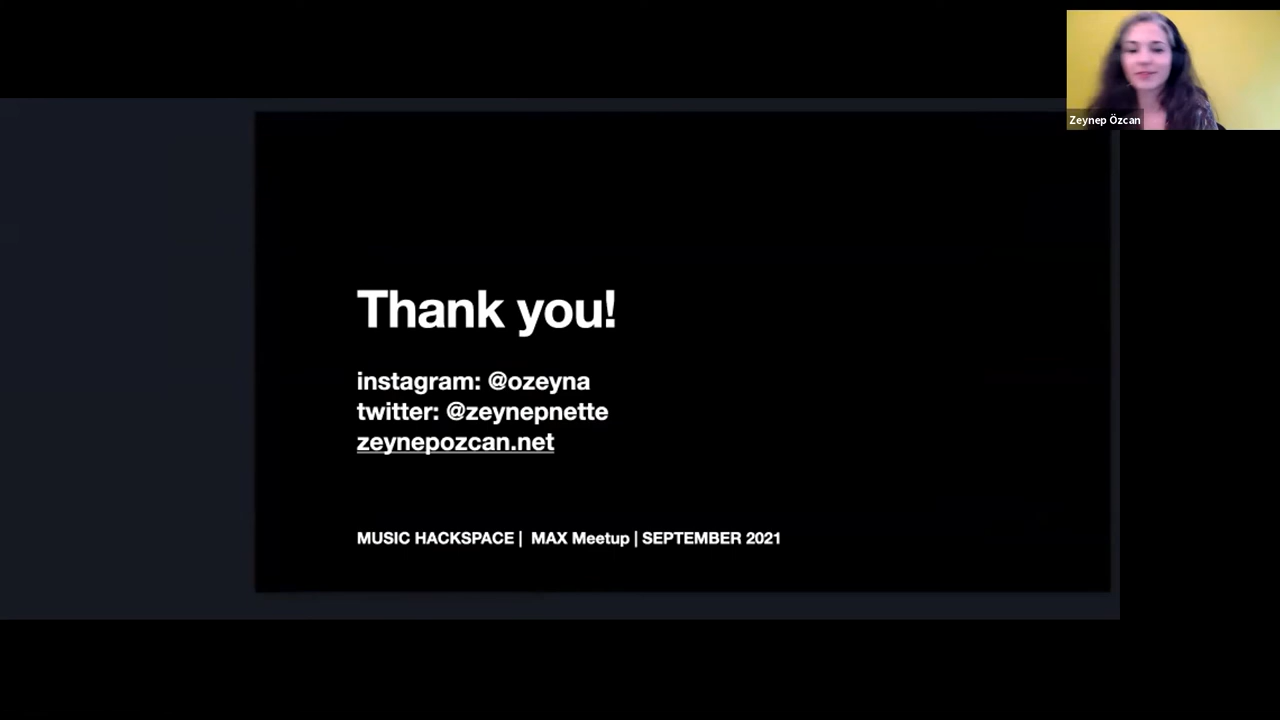 Zeynep Özcan
Thank you!
instagram: @ozeyna
twitter: @zeynepnette
zeynepozcan.net
MUSIC HACKSPACE | MAX Meetup | SEPTEMBER 2021